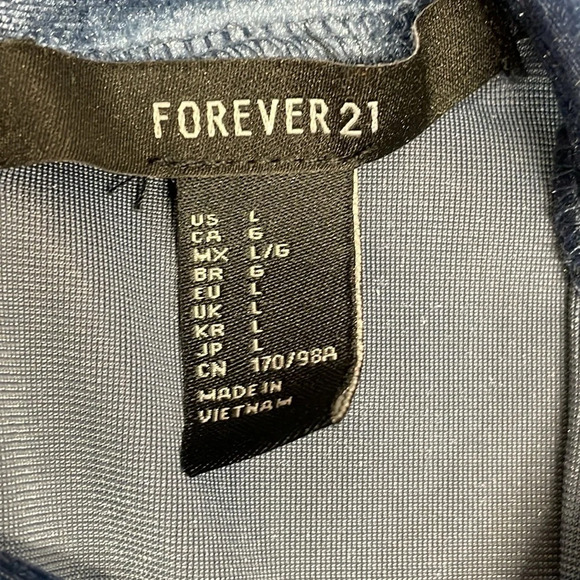 FOREVER 21
US L
CA G
MX L/G
BR G
EU L
UK L
KR L
JP L
CN 170/98A
MADE IN
VIETNAM